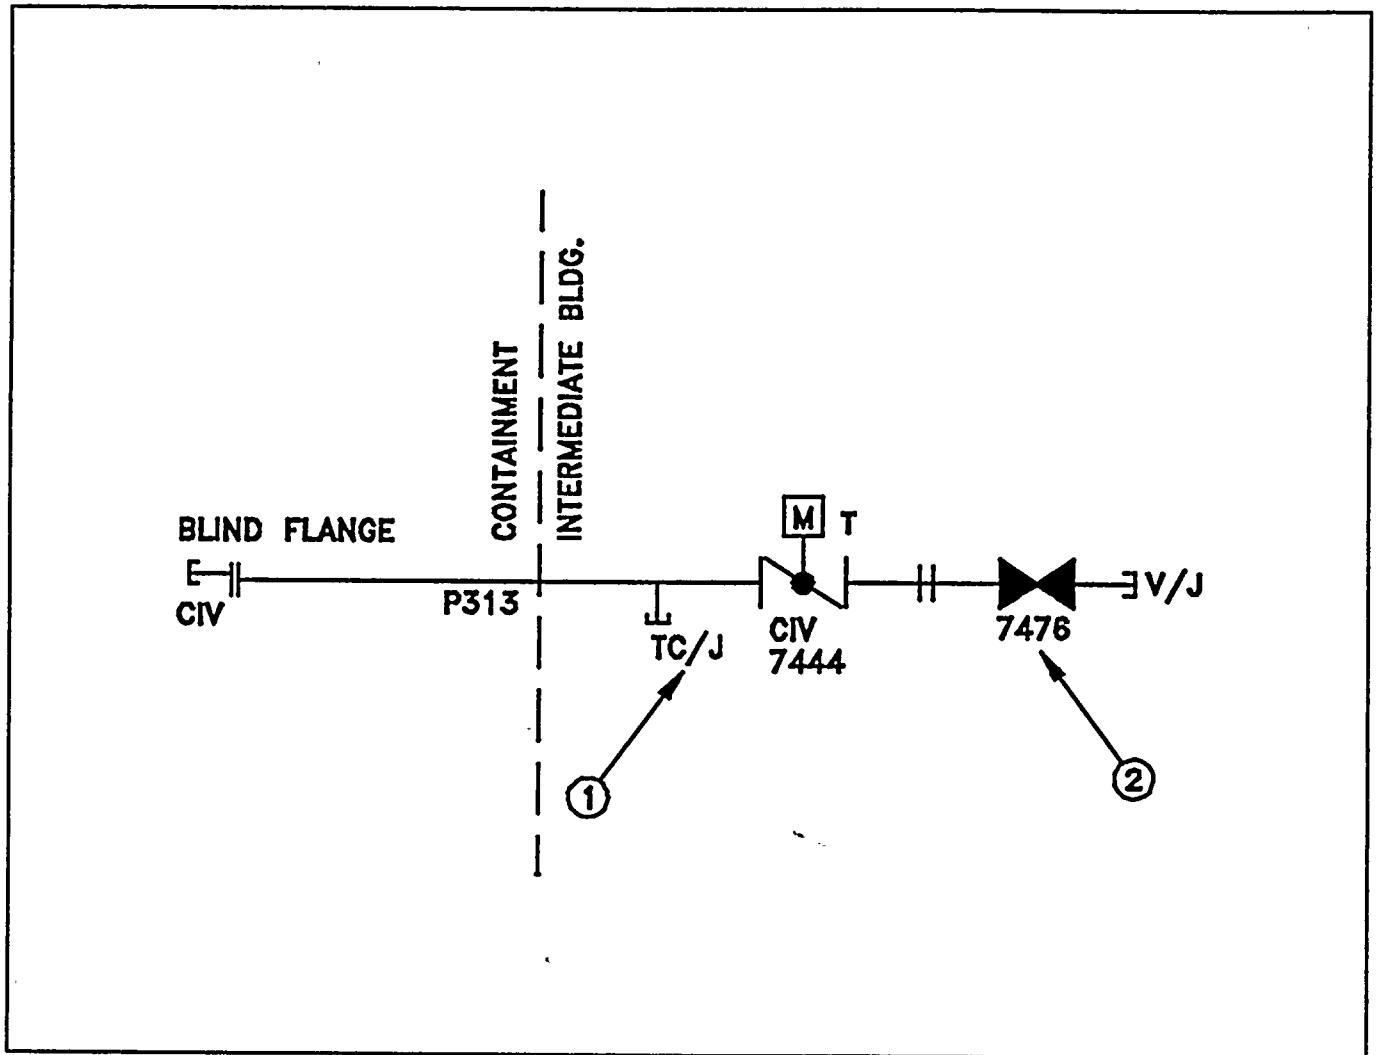 CONTAINMENT
INTERMEDIATE BLDG.
BLIND FLANGE
CIV
P313
TC/J
M
T
CIV
7444
7476
V/J
1
2